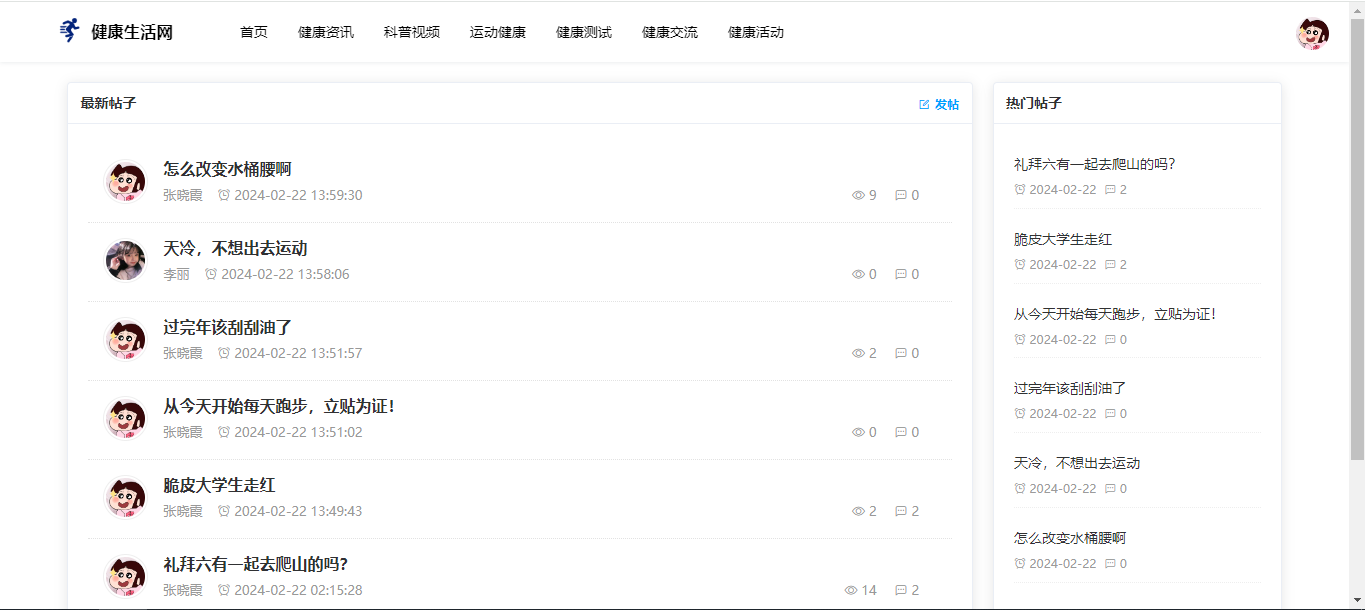 健康生活网
首页 健康资讯 科普视频 运动健康 健康测试 健康交流 健康活动
最新帖子
发帖
怎么改变水桶腰啊
张晓霞 2024-02-22 13:59:30 9 0
天冷，不想出去运动
李丽 2024-02-22 13:58:06 0 0
过完年该刮刮油了
张晓霞 2024-02-22 13:51:57 2 0
从今天开始每天跑步，立贴为证！
张晓霞 2024-02-22 13:51:02 0 0
脆皮大学生走红
张晓霞 2024-02-22 13:49:43 2 2
礼拜六有一起去爬山的吗？
张晓霞 2024-02-22 02:15:28 14 2
热门帖子
礼拜六有一起去爬山的吗？
2024-02-22 2
脆皮大学生走红
2024-02-22 2
从今天开始每天跑步，立贴为证！
2024-02-22 0
过完年该刮刮油了
2024-02-22 0
天冷，不想出去运动
2024-02-22 0
怎么改变水桶腰啊
2024-02-22 0